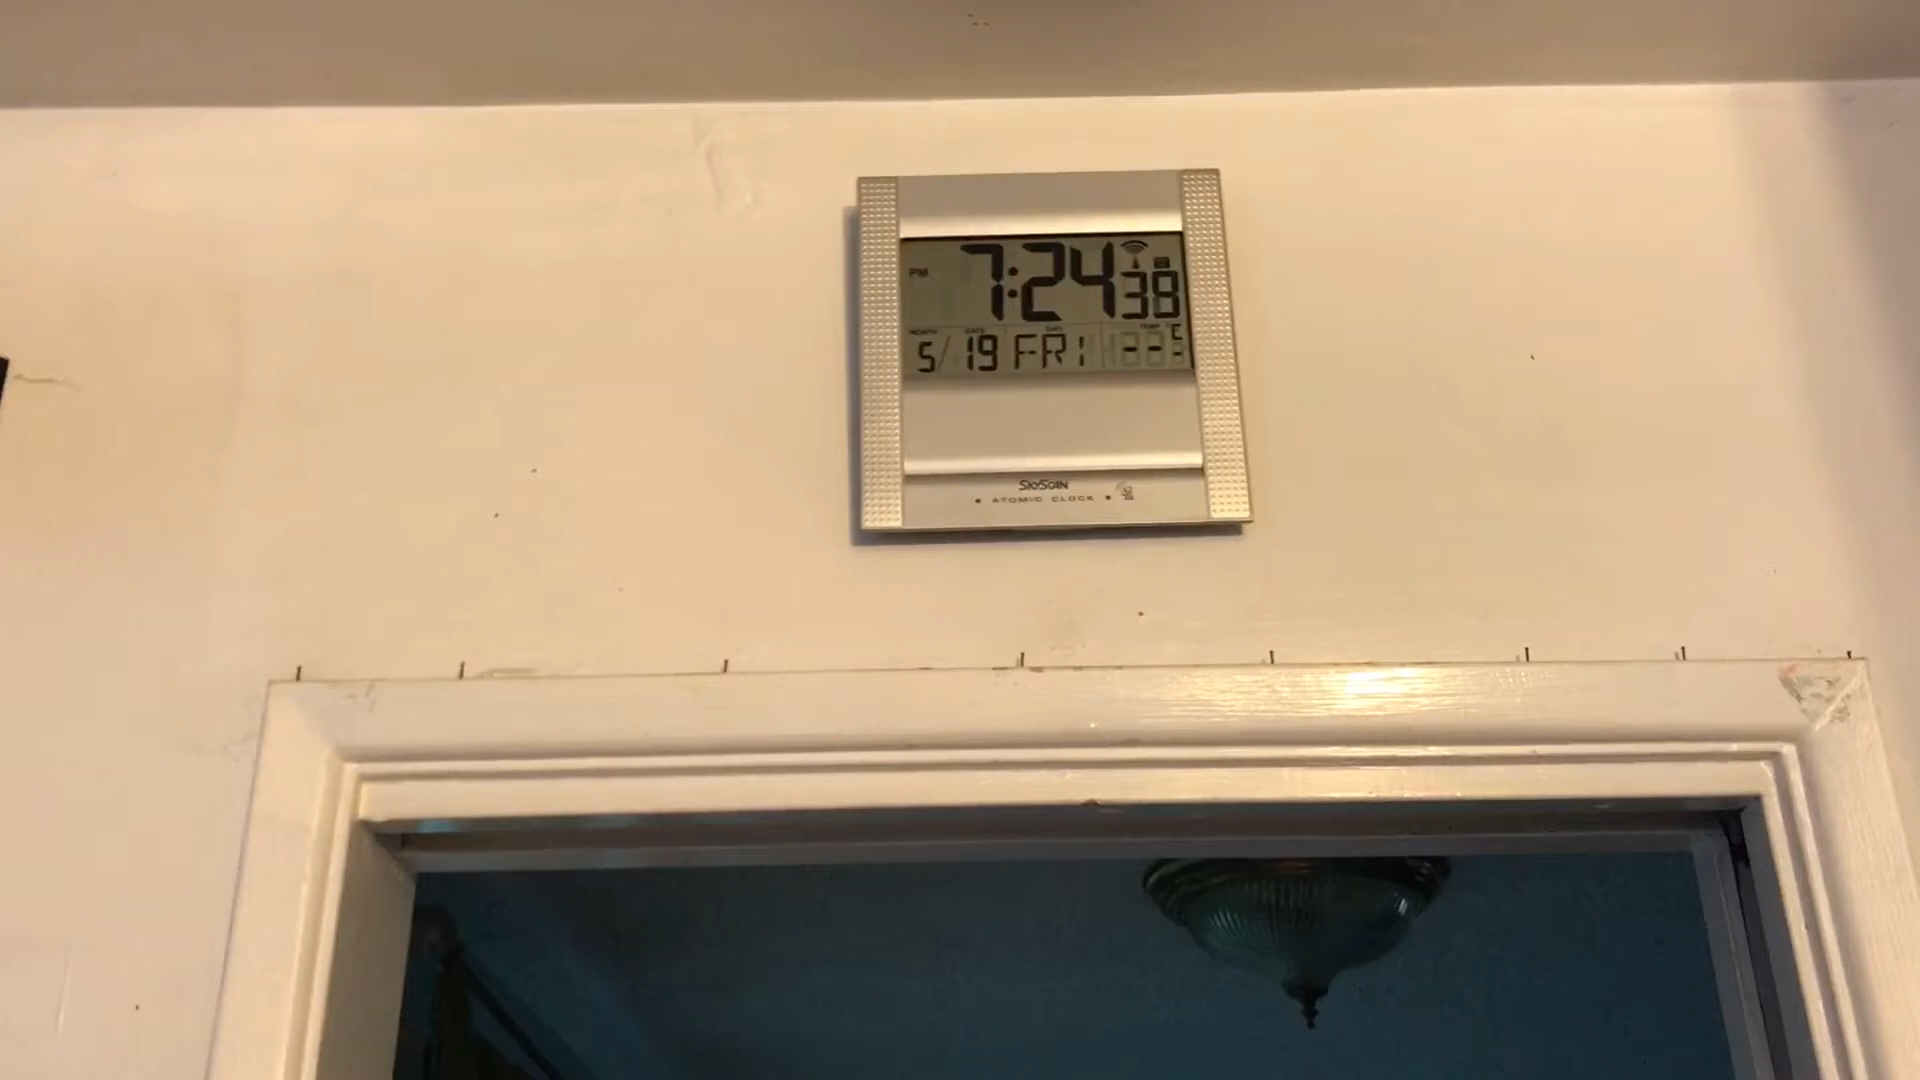 PM 7:24 38
MONTH DATE DAY TEMP
5/19 FRI ---
SKYSCAN
ATOMIC CLOCK